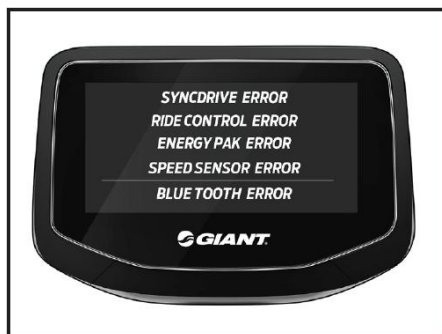 SYNCDRIVE ERROR
RIDE CONTROL ERROR
ENERGY PAK ERROR
SPEED SENSOR ERROR
BLUE TOOTH ERROR
GIANT